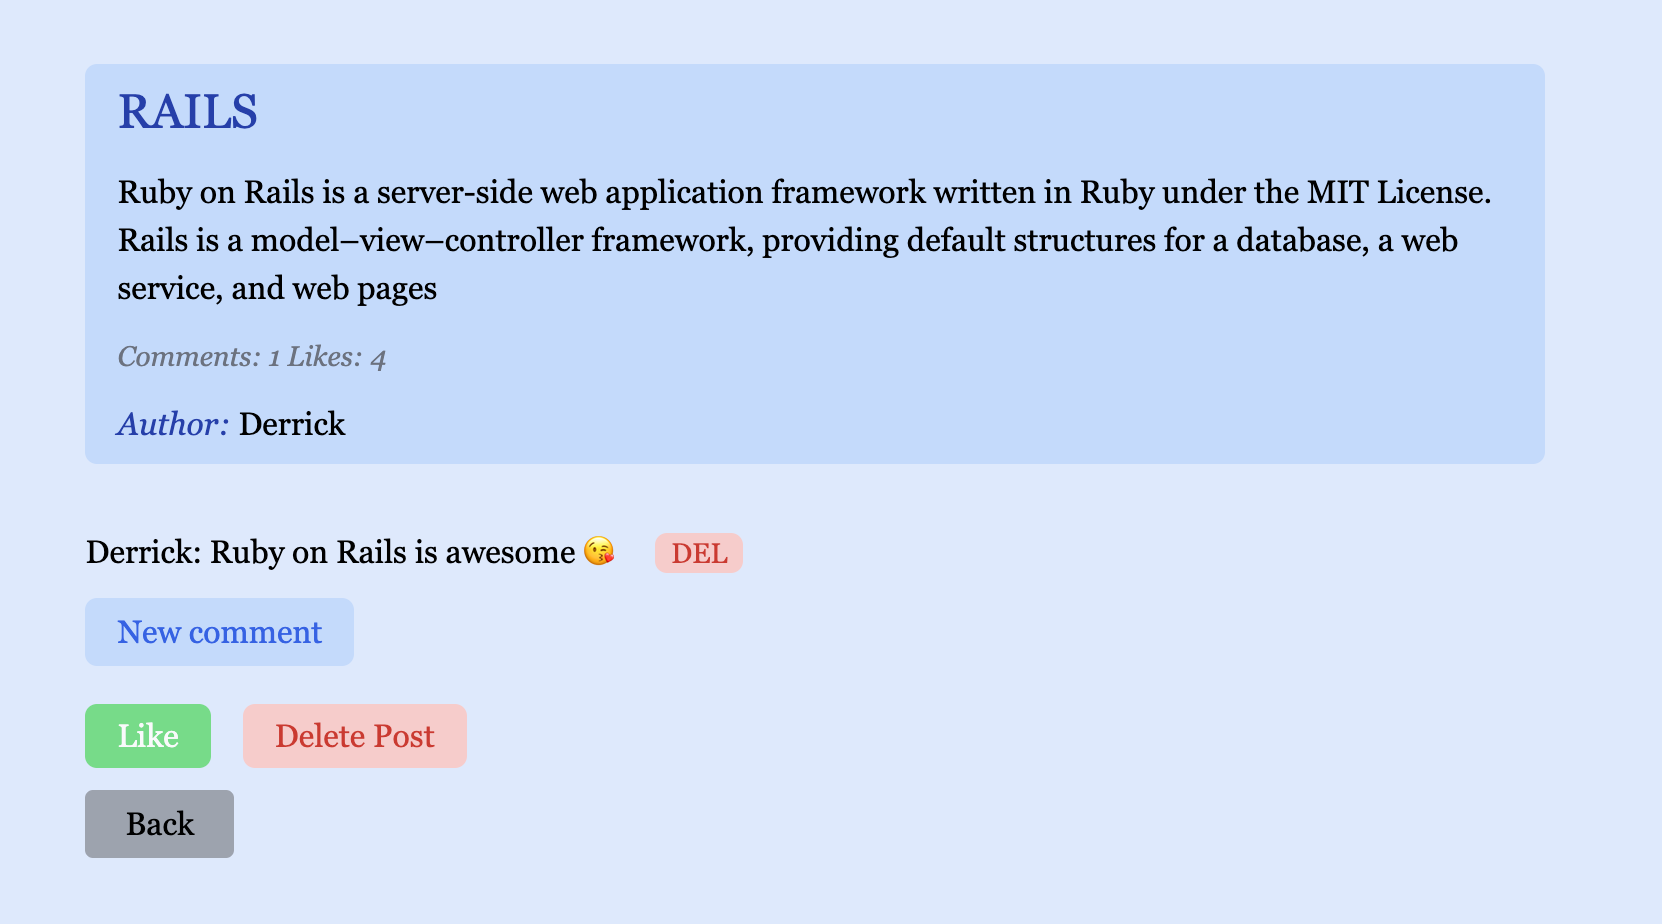 RAILS
Ruby on Rails is a server-side web application framework written in Ruby under the MIT License.
Rails is a model–view–controller framework, providing default structures for a database, a web
service, and web pages
Comments: 1 Likes: 4
Author: Derrick
Derrick: Ruby on Rails is awesome 😘 DEL
New comment
Like Delete Post
Back